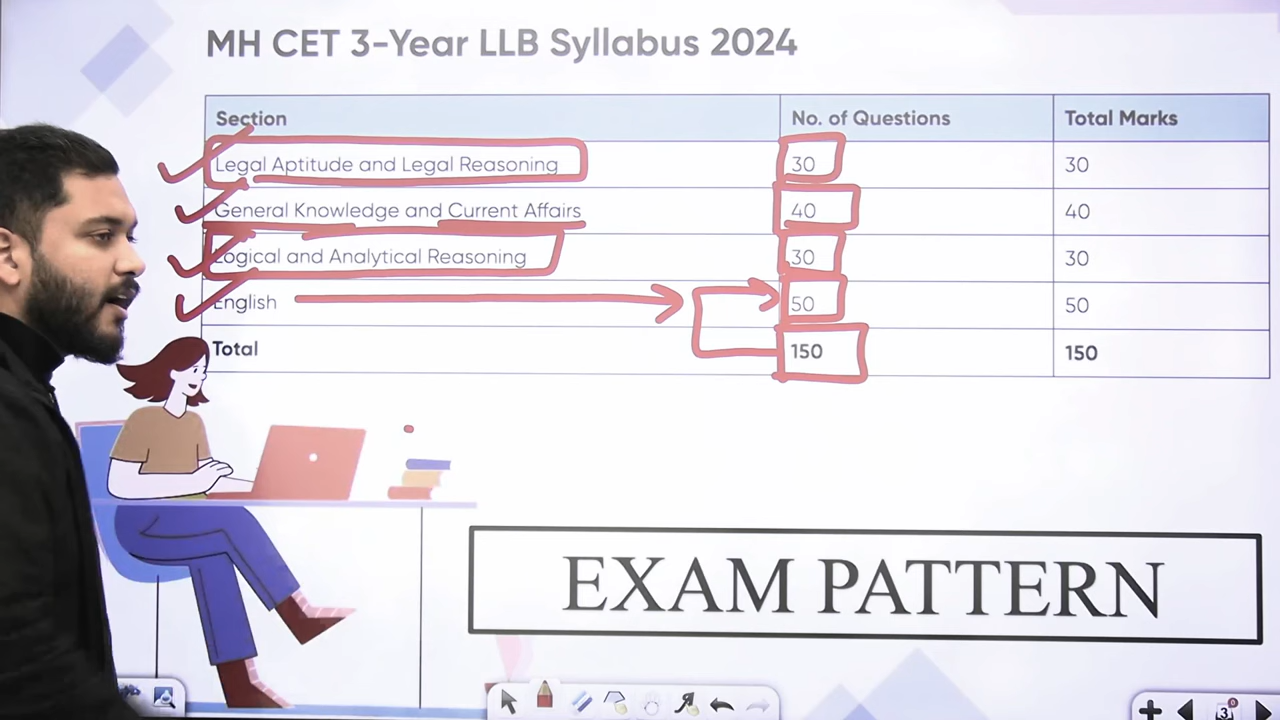 MH CET 3-Year LLB Syllabus 2024
Section No. of Questions Total Marks
Legal Aptitude and Legal Reasoning 30 30
General Knowledge and Current Affairs 40 40
Logical and Analytical Reasoning 30 30
English 50 50
Total 150 150
EXAM PATTERN
3